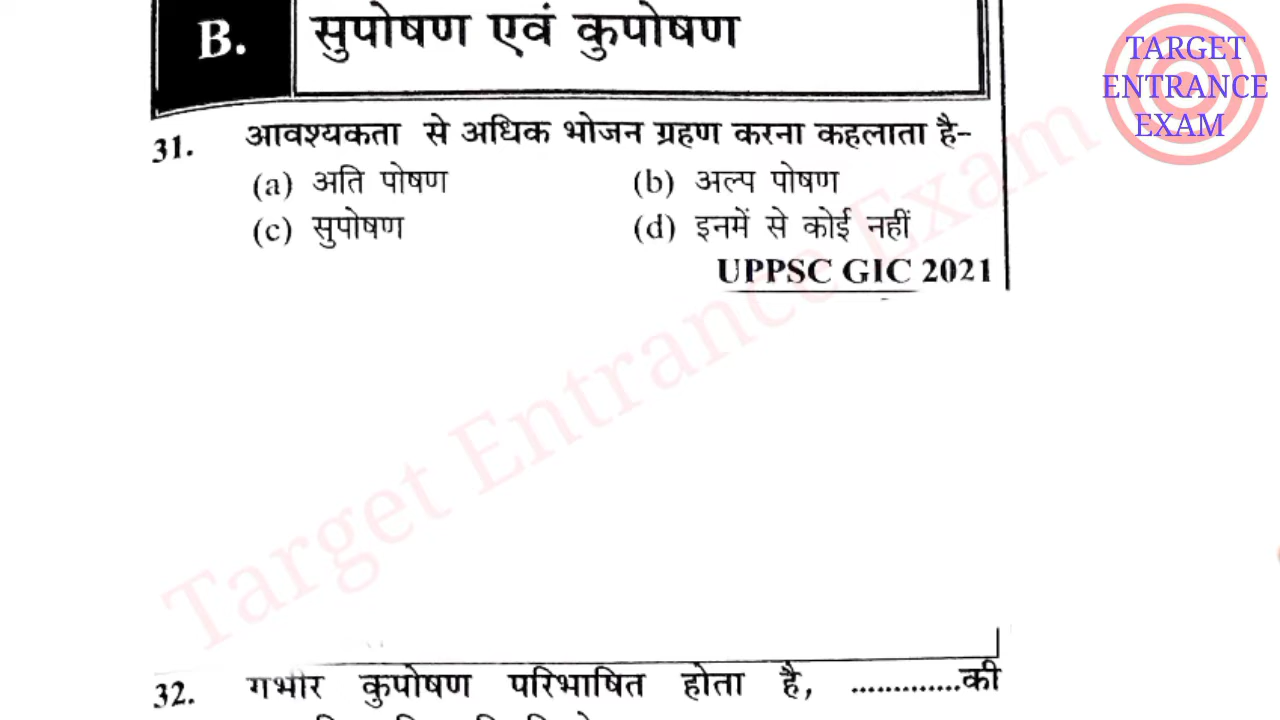 B. सुपोषण एवं कुपोषण
TARGET
ENTRANCE
EXAM
31. आवश्यकता से अधिक भोजन ग्रहण करना कहलाता है-
(a) अति पोषण (b) अल्प पोषण
(c) सुपोषण (d) इनमें से कोई नहीं
UPPSC GIC 2021
Target Entrance Exam
32. गंभीर कुपोषण परिभाषित होता है, .............की